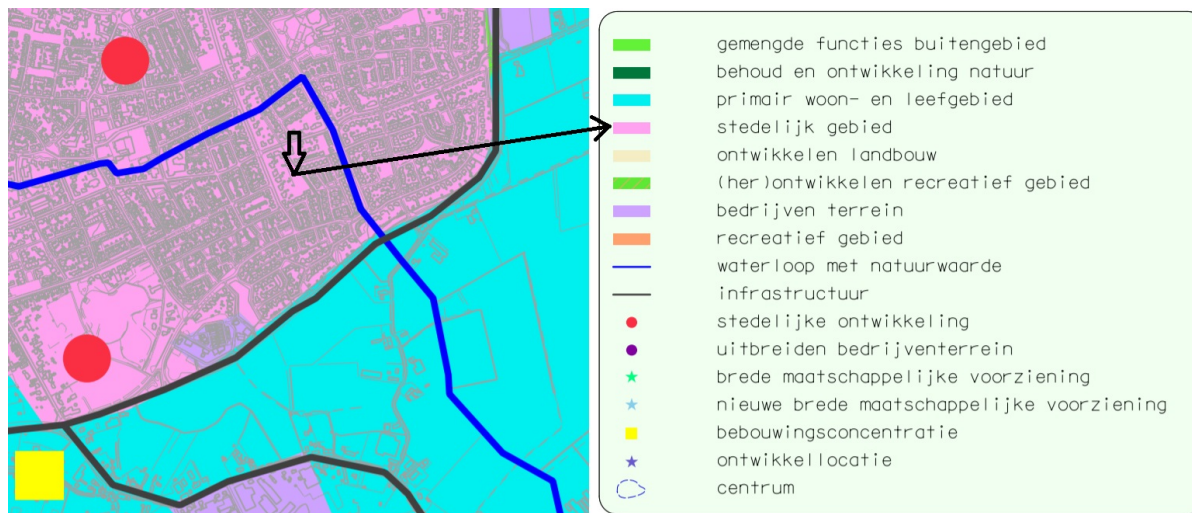 gemengde functies buitengebied
behoud en ontwikkeling natuur
primair woon- en leefgebied
stedelijk gebied
ontwikkelen landbouw
(her)ontwikkelen recreatief gebied
bedrijven terrein
recreatief gebied
waterloop met natuurwaarde
infrastructuur
stedelijke ontwikkeling
uitbreiden bedrijventerrein
brede maatschappelijke voorziening
nieuwe brede maatschappelijke voorziening
bebouwingsconcentratie
ontwikkellocatie
centrum